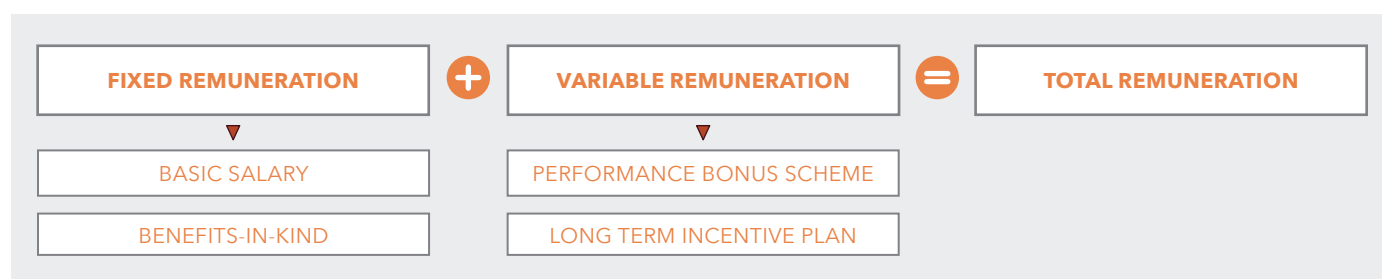 FIXED REMUNERATION + VARIABLE REMUNERATION = TOTAL REMUNERATION
BASIC SALARY PERFORMANCE BONUS SCHEME
BENEFITS-IN-KIND LONG TERM INCENTIVE PLAN